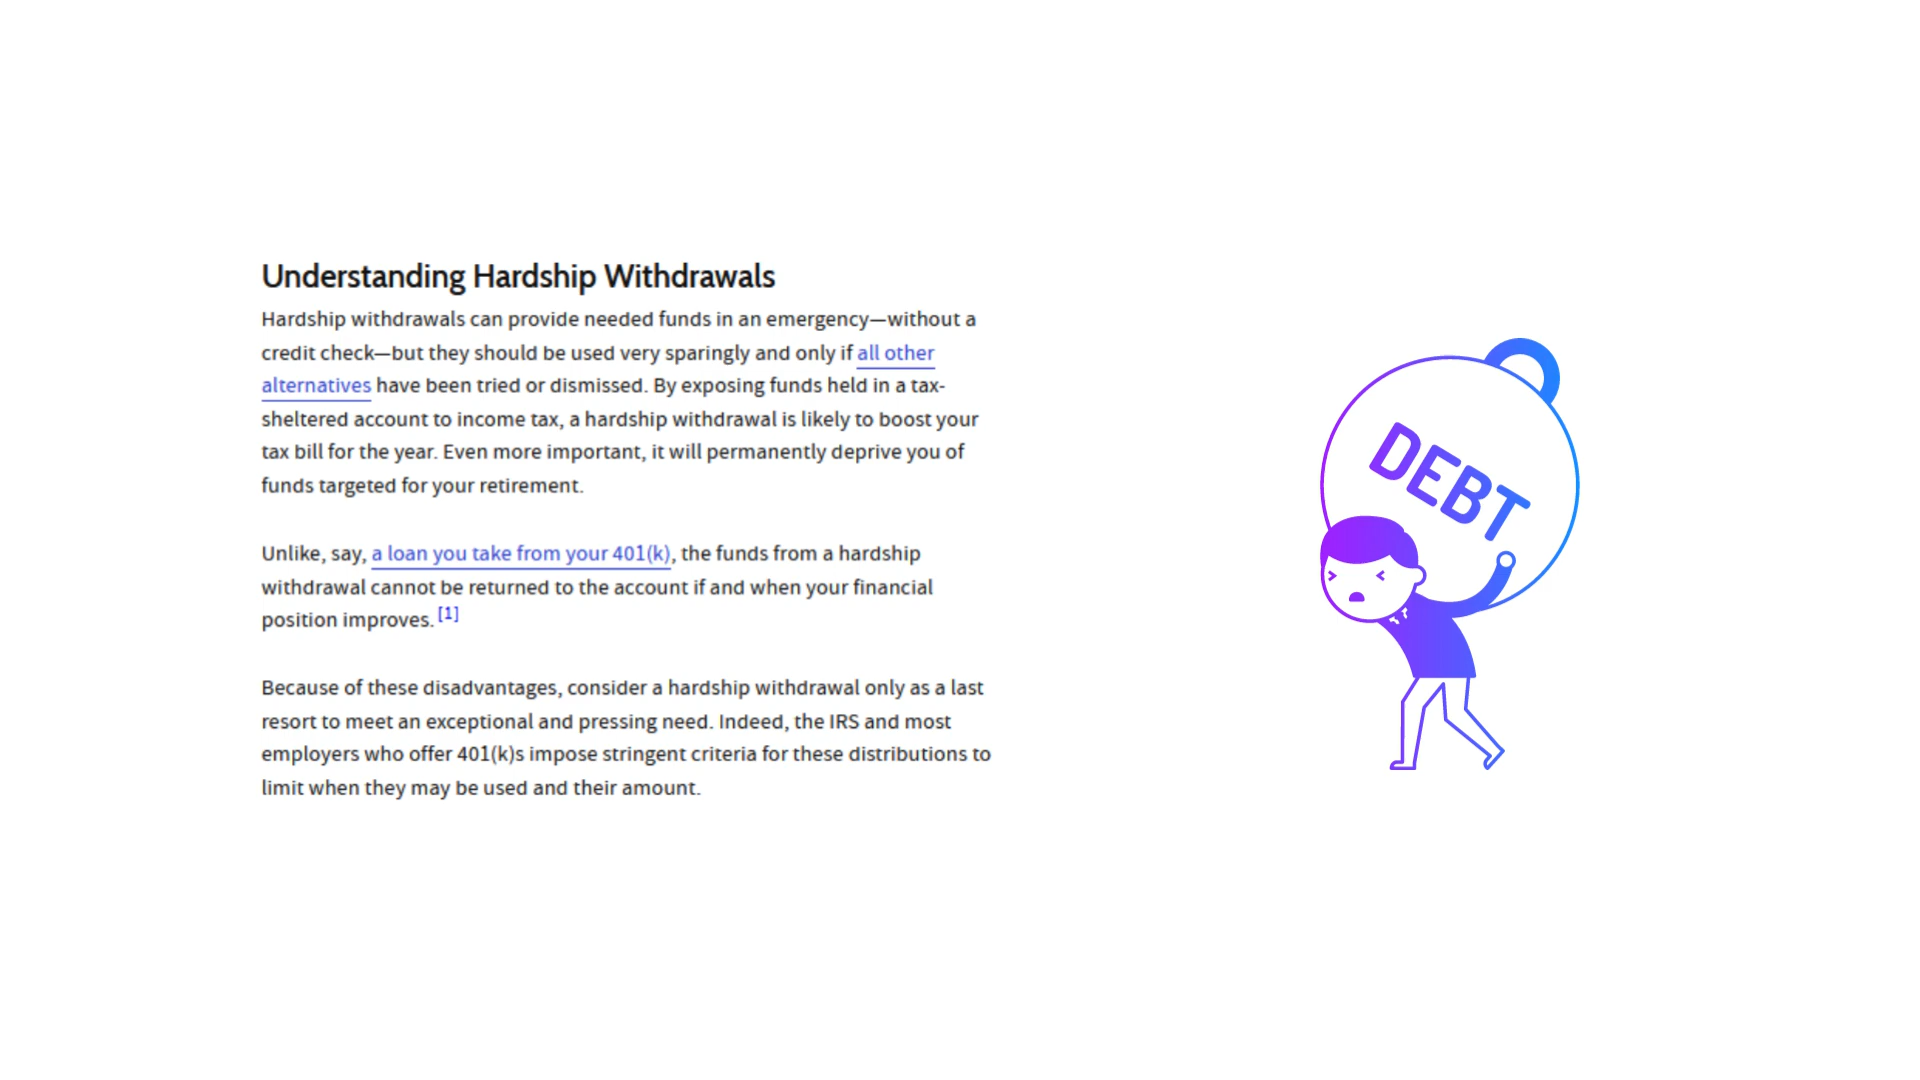 Understanding Hardship Withdrawals
Hardship withdrawals can provide needed funds in an emergency—without a
credit check—but they should be used very sparingly and only if all other
alternatives have been tried or dismissed. By exposing funds held in a tax-
sheltered account to income tax, a hardship withdrawal is likely to boost your
tax bill for the year. Even more important, it will permanently deprive you of
funds targeted for your retirement.
Unlike, say, a loan you take from your 401(k), the funds from a hardship
withdrawal cannot be returned to the account if and when your financial
position improves. [1]
Because of these disadvantages, consider a hardship withdrawal only as a last
resort to meet an exceptional and pressing need. Indeed, the IRS and most
employers who offer 401(k)s impose stringent criteria for these distributions to
limit when they may be used and their amount.
DEBT